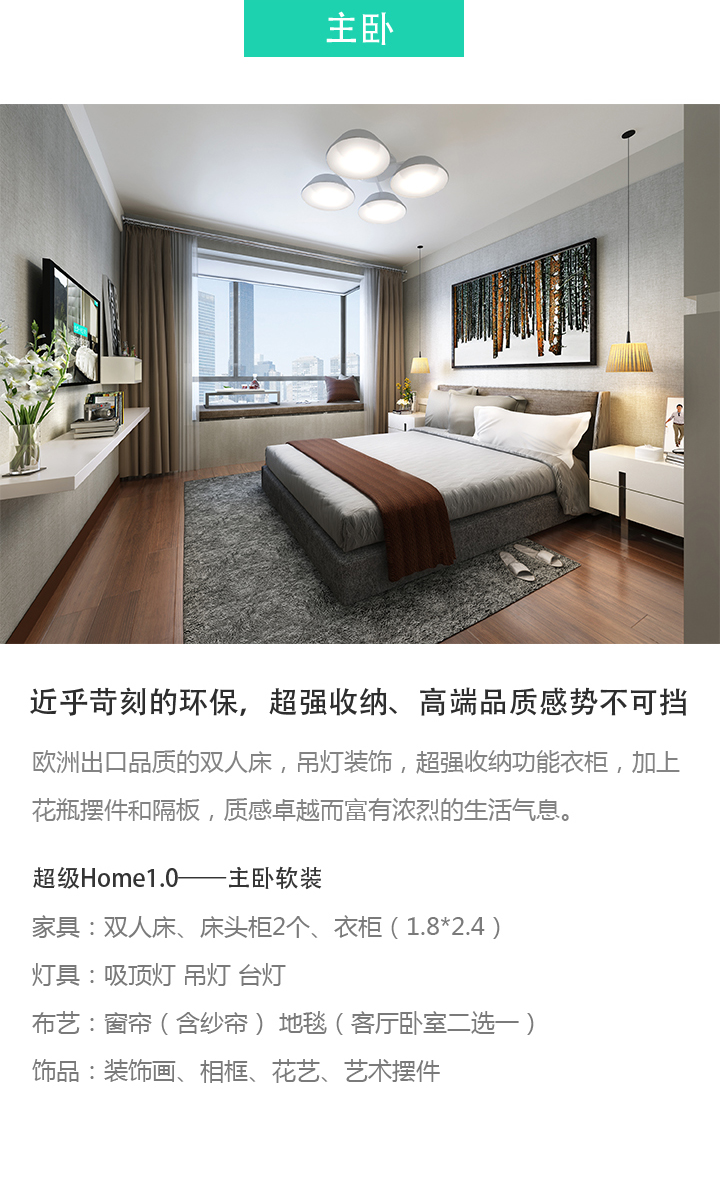 主卧
近乎苛刻的环保，超强收纳、高端品质感势不可挡
欧洲出口品质的双人床，吊灯装饰，超强收纳功能衣柜，加上
花瓶摆件和隔板，质感卓越而富有浓烈的生活气息。
超级Home1.0——主卧软装
家具：双人床、床头柜2个、衣柜（1.8*2.4）
灯具：吸顶灯 吊灯 台灯
布艺：窗帘（含纱帘） 地毯（客厅卧室二选一）
饰品：装饰画、相框、花艺、艺术摆件